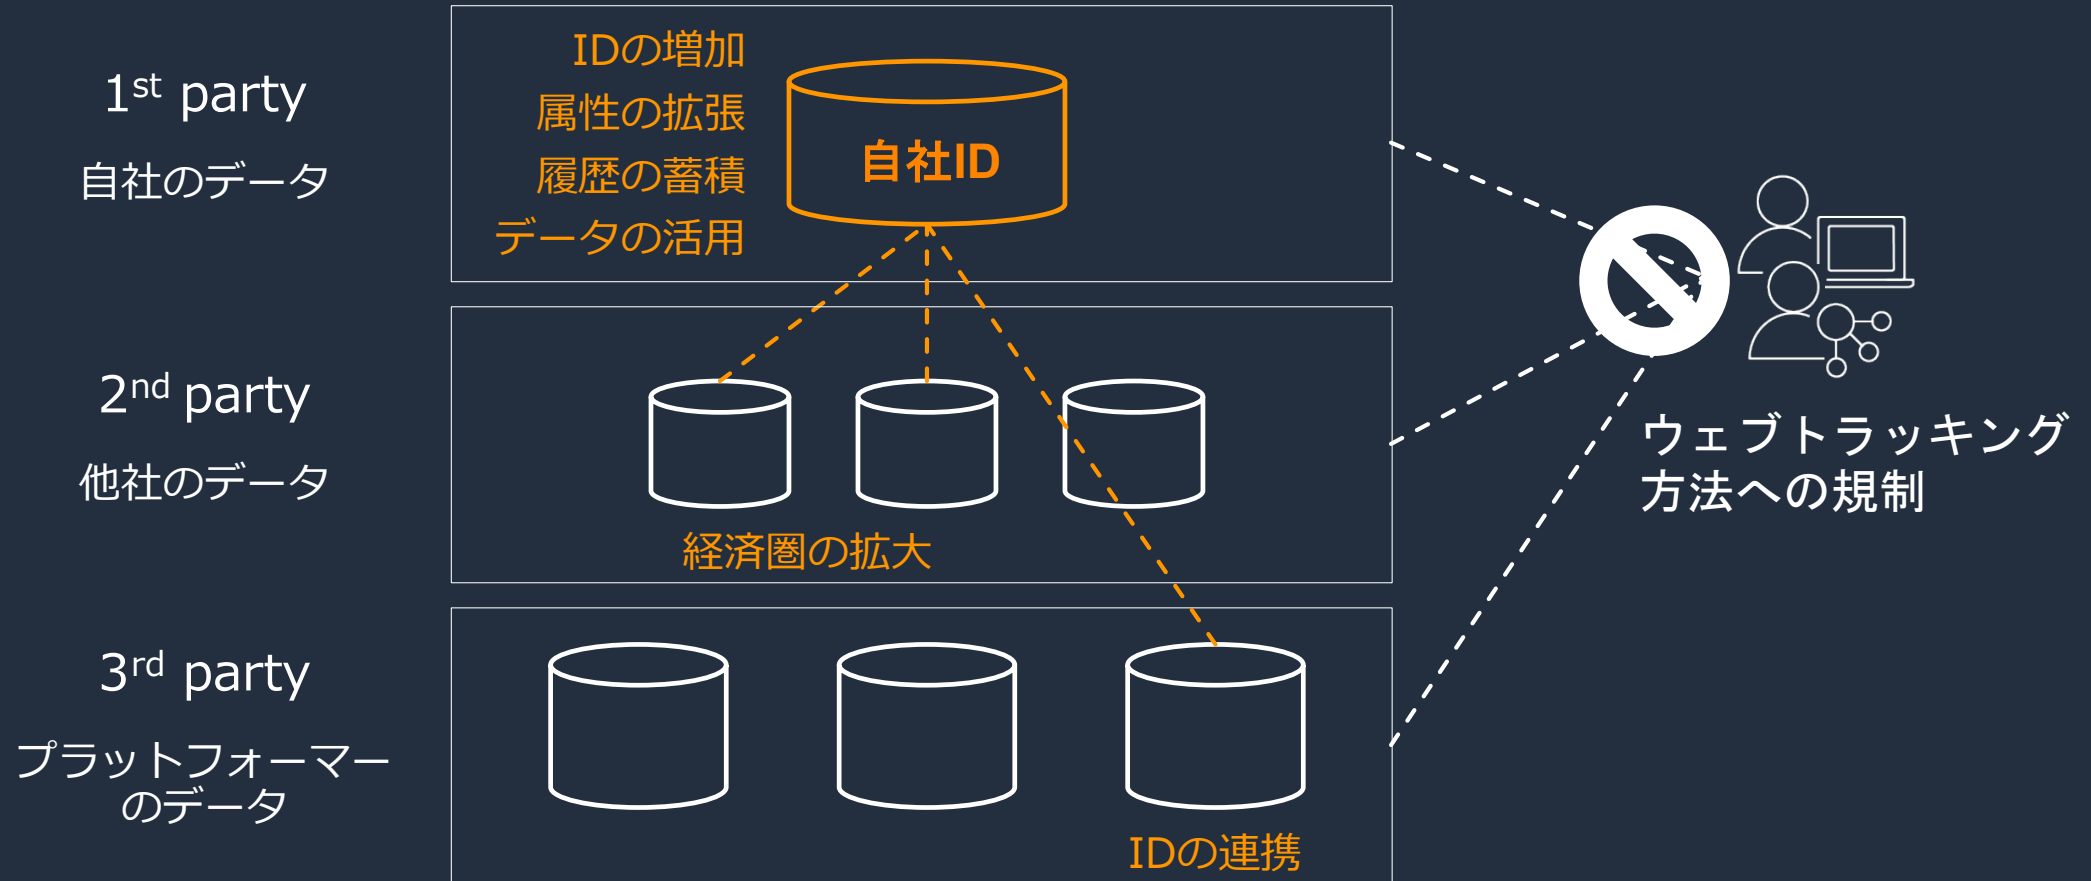 1st party
自社のデータ
IDの増加
属性の拡張
履歴の蓄積
データの活用
自社ID
2nd party
他社のデータ
経済圏の拡大
3rd party
プラットフォーマー
のデータ
IDの連携
ウェブトラッキング
方法への規制